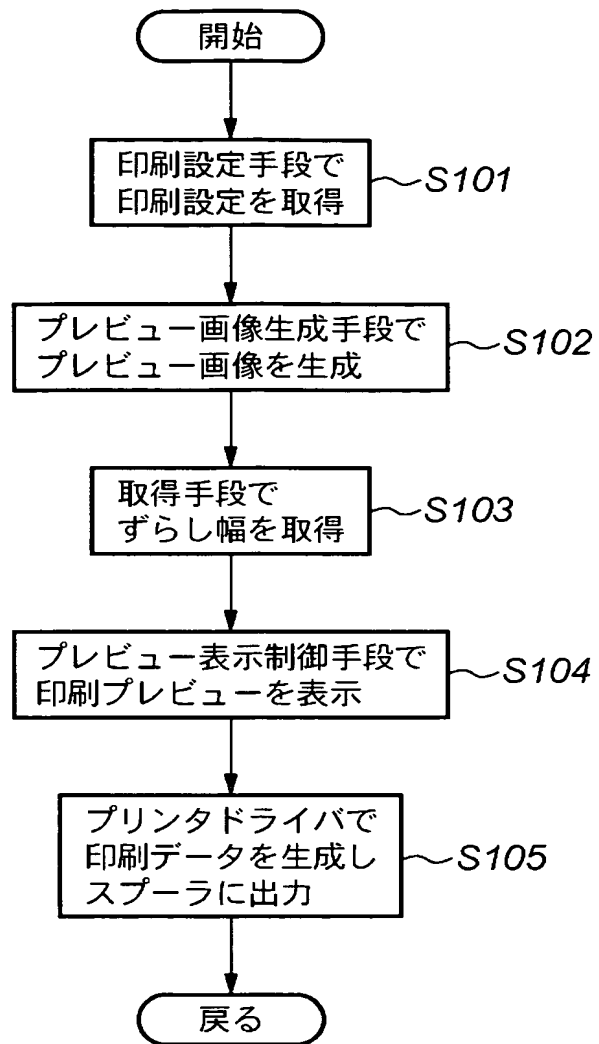 開始
印刷設定手段で
印刷設定を取得
S101
プレビュー画像生成手段で
プレビュー画像を生成
S102
取得手段で
ずらし幅を取得
S103
プレビュー表示制御手段で
印刷プレビューを表示
S104
プリンタドライバで
印刷データを生成し
スプーラに出力
S105
戻る